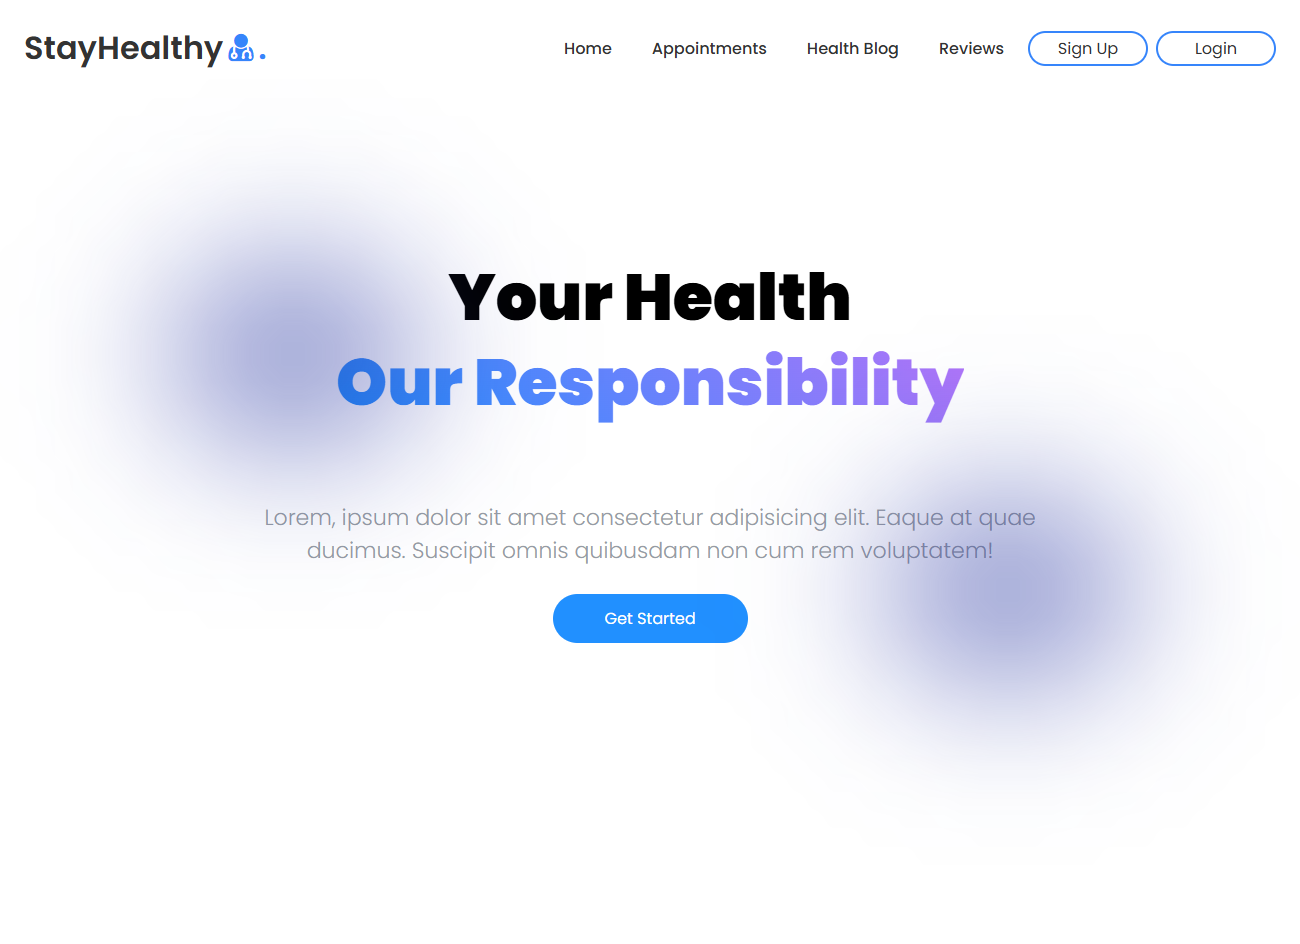 StayHealthy.
Home Appointments Health Blog Reviews Sign Up Login
Your Health
Our Responsibility
Lorem, ipsum dolor sit amet consectetur adipisicing elit. Eaque at quae
ducimus. Suscipit omnis quibusdam non cum rem voluptatem!
Get Started